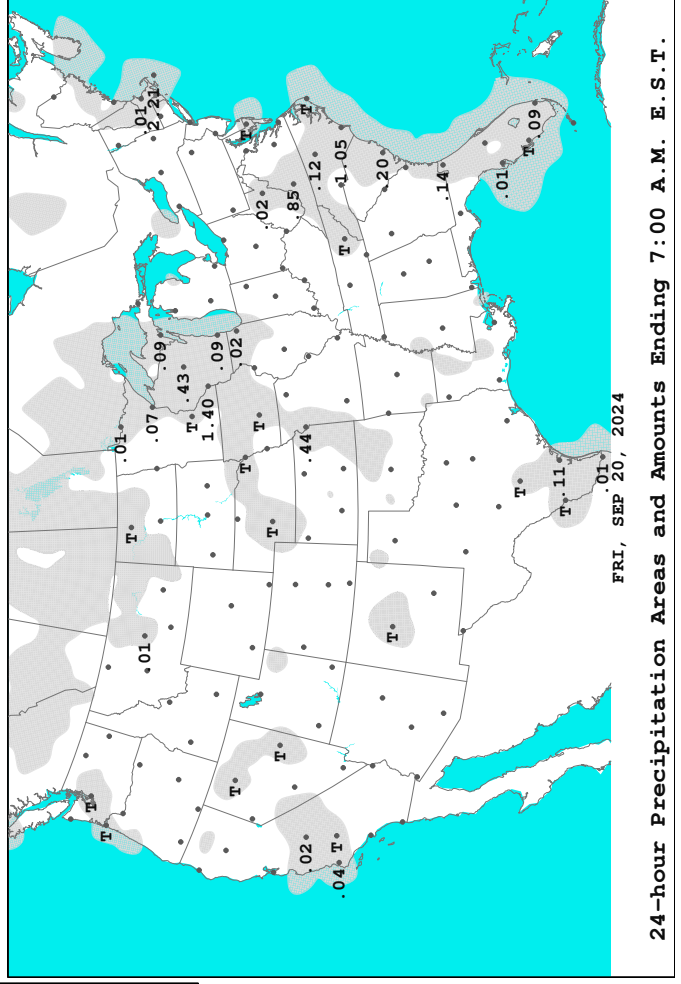 T
T
.01
T
.01
.01
.07
2.21
.09
.43
T
1.40
.09
T
.02
T
T
T
.02
T
T
.85
.02
.44
T
.12
T
.04
1.05
T
.20
T
.14
.01
T
T
.09
.11
T
.01
FRI, SEP 20, 2024
24-hour Precipitation Areas and Amounts Ending 7:00 A.M. E.S.T.